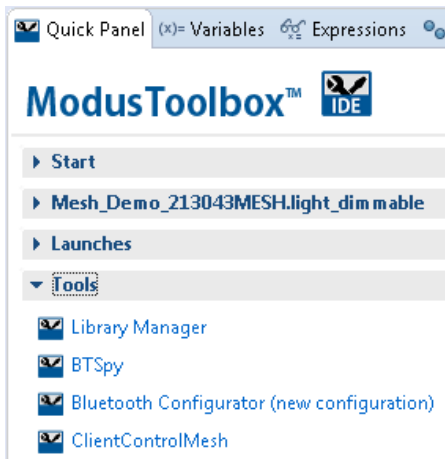 Quick Panel (x)= Variables Expressions
ModusToolbox™ IDE
Start
Mesh_Demo_213043MESH.light_dimmable
Launches
Tools
Library Manager
BTSpy
Bluetooth Configurator (new configuration)
ClientControlMesh